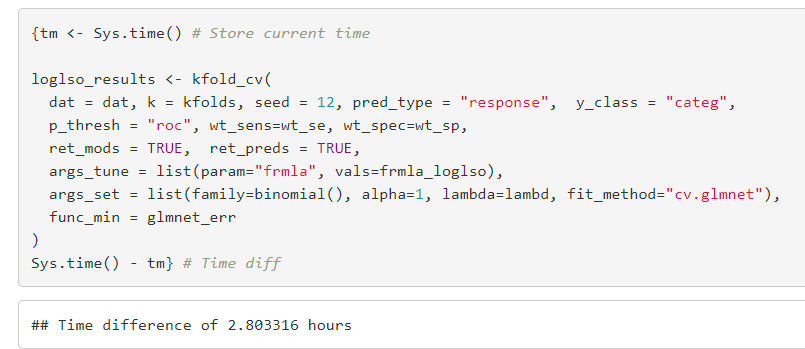 {tm <- Sys.time() # Store current time
loglso_results <- kfold_cv(
  dat = dat, k = kfolds, seed = 12, pred_type = "response",  y_class = "categ",
  p_thresh = "roc", wt_sens=wt_se, wt_spec=wt_sp,
  ret_mods = TRUE,  ret_preds = TRUE,
  args_tune = list(param="frmla", vals=frmla_loglso),
  args_set = list(family=binomial(), alpha=1, lambda=lambd, fit_method="cv.glmnet"),
  func_min = glmnet_err
)
Sys.time() - tm} # Time diff
## Time difference of 2.803316 hours